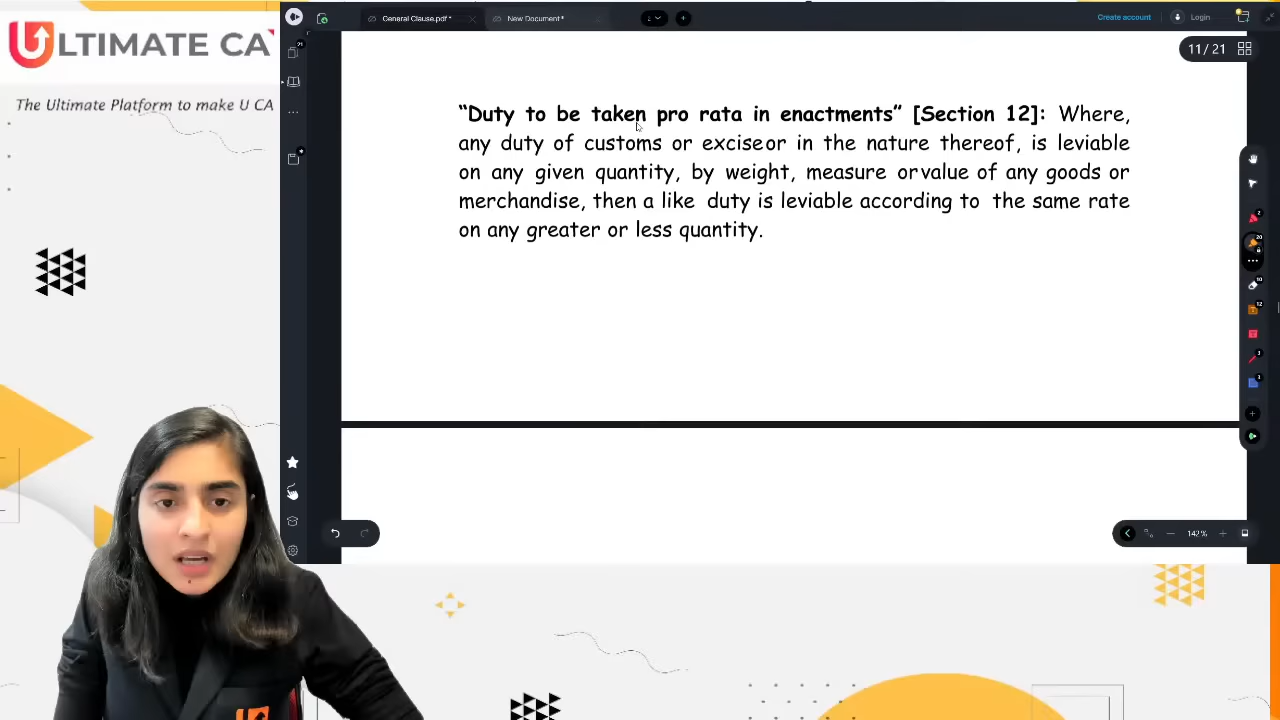 ULTIMATE CA
The Ultimate Platform to make U CA
General Clause.pdf *
New Document*
Create account
Login
11 / 21
“Duty to be taken pro rata in enactments” [Section 12]: Where,
any duty of customs or exciseor in the nature thereof, is leviable
on any given quantity, by weight, measure orvalue of any goods or
merchandise, then a like duty is leviable according to the same rate
on any greater or less quantity.
142%